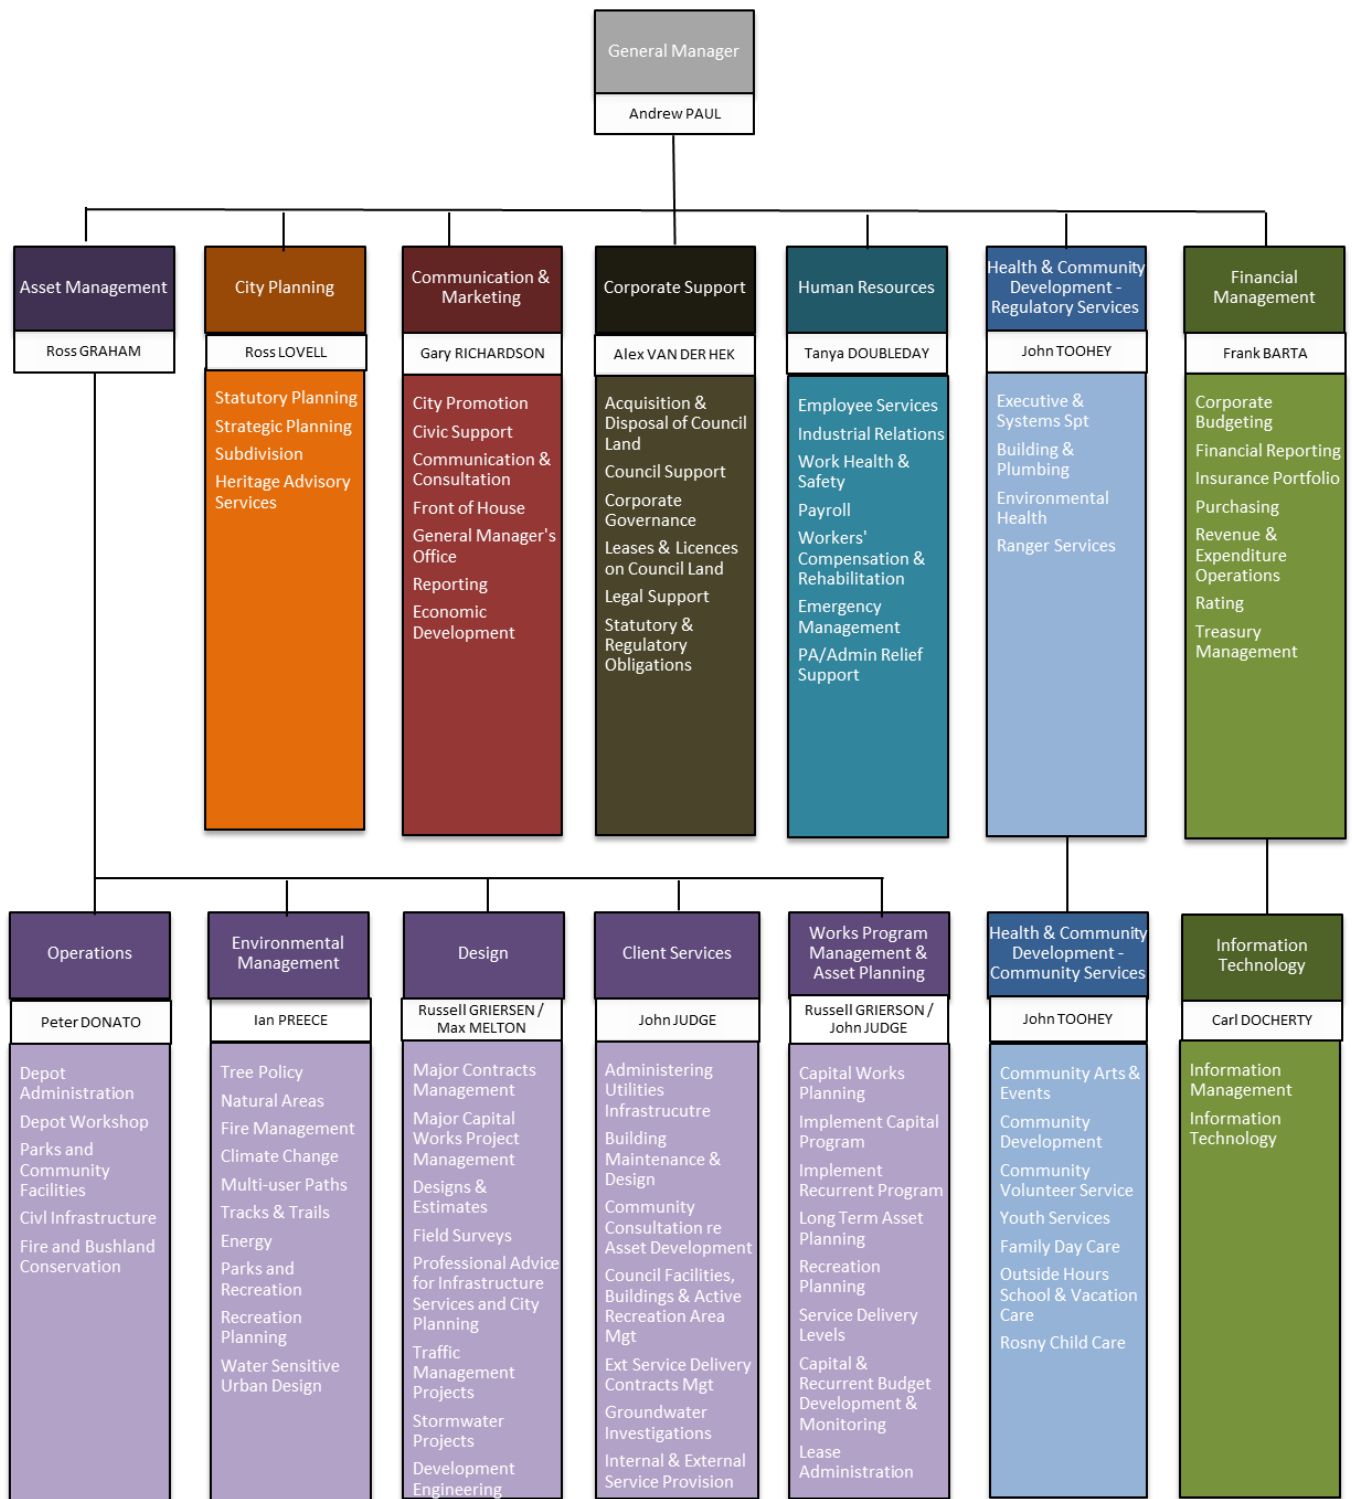 General Manager
Andrew PAUL
Asset Management
Ross GRAHAM
City Planning
Ross LOVELL
Statutory Planning
Strategic Planning
Subdivision
Heritage Advisory
Services
Communication &
Marketing
Gary RICHARDSON
City Promotion
Civic Support
Communication &
Consultation
Front of House
General Manager's
Office
Reporting
Economic
Development
Corporate Support
Alex VAN DER HEK
Acquisition &
Disposal of Council
Land
Council Support
Corporate
Governance
Leases & Licences
on Council Land
Legal Support
Statutory &
Regulatory
Obligations
Human Resources
Tanya DOUBLEDAY
Employee Services
Industrial Relations
Work Health &
Safety
Payroll
Workers'
Compensation &
Rehabilitation
Emergency
Management
PA/Admin Relief
Support
Health & Community
Development -
Regulatory Services
John TOOHEY
Executive &
Systems Spt
Building &
Plumbing
Environmental
Health
Ranger Services
Financial
Management
Frank BARTA
Corporate
Budgeting
Financial Reporting
Insurance Portfolio
Purchasing
Revenue &
Expenditure
Operations
Rating
Treasury
Management
Operations
Peter DONATO
Depot
Administration
Depot Workshop
Parks and
Community
Facilities
Civl Infrastructure
Fire and Bushland
Conservation
Environmental
Management
Ian PREECE
Tree Policy
Natural Areas
Fire Management
Climate Change
Multi-user Paths
Tracks & Trails
Energy
Parks and
Recreation
Recreation
Planning
Water Sensitive
Urban Design
Design
Russell GRIERSEN /
Max MELTON
Major Contracts
Management
Major Capital
Works Project
Management
Designs &
Estimates
Field Surveys
Professional Advice
for Infrastructure
Services and City
Planning
Traffic
Management
Projects
Stormwater
Projects
Development
Engineering
Client Services
John JUDGE
Administering
Utilities
Infrastrucutre
Building
Maintenance &
Design
Community
Consultation re
Asset Development
Council Facilities,
Buildings & Active
Recreation Area
Mgt
Ext Service Delivery
Contracts Mgt
Groundwater
Investigations
Internal & External
Service Provision
Works Program
Management &
Asset Planning
Russell GRIERSON /
John JUDGE
Capital Works
Planning
Implement Capital
Program
Implement
Recurrent Program
Long Term Asset
Planning
Recreation
Planning
Service Delivery
Levels
Capital &
Recurrent Budget
Development &
Monitoring
Lease
Administration
Health & Community
Development -
Community Services
John TOOHEY
Community Arts &
Events
Community
Development
Community
Volunteer Service
Youth Services
Family Day Care
Outside Hours
School & Vacation
Care
Rosny Child Care
Information
Technology
Carl DOCHERTY
Information
Management
Information
Technology